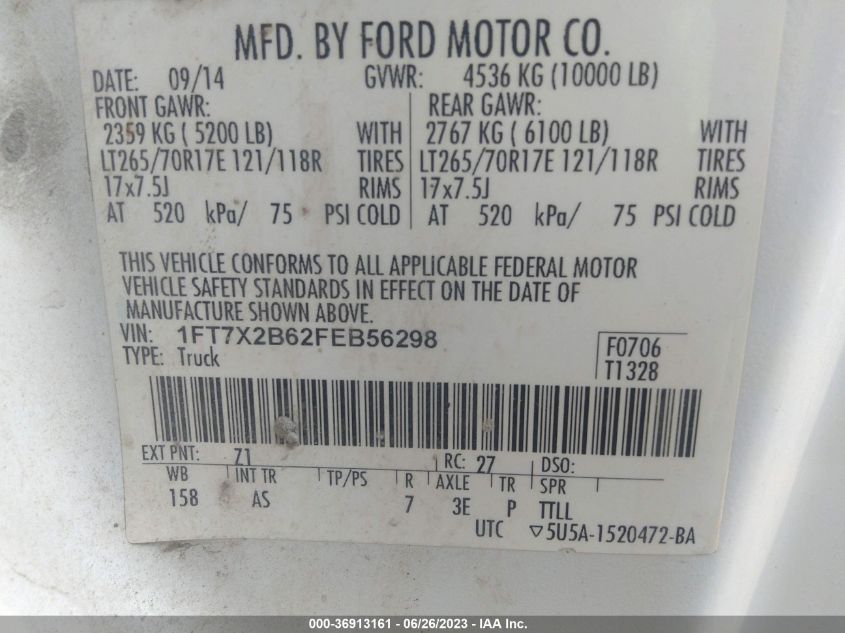 MFD. BY FORD MOTOR CO.
DATE: 09/14 GVWR: 4536 KG (10000 LB)
FRONT GAWR: REAR GAWR:
2359 KG ( 5200 LB) WITH 2767 KG ( 6100 LB) WITH
LT265/70R17E 121/118R TIRES LT265/70R17E 121/118R TIRES
17x7.5J RIMS 17x7.5J RIMS
AT 520 kPa/ 75 PSI COLD AT 520 kPa/ 75 PSI COLD
THIS VEHICLE CONFORMS TO ALL APPLICABLE FEDERAL MOTOR
VEHICLE SAFETY STANDARDS IN EFFECT ON THE DATE OF
MANUFACTURE SHOWN ABOVE.
VIN: 1FT7X2B62FEB56298 F0706
TYPE: Truck T1328
EXT PNT: Z1 RC: 27 DSO:
WB INT TR TP/PS R AXLE TR SPR
158 AS 7 3E P TTLL
UTC ▽5U5A-1520472-BA
000-36913161 - 06/26/2023 - IAA Inc.